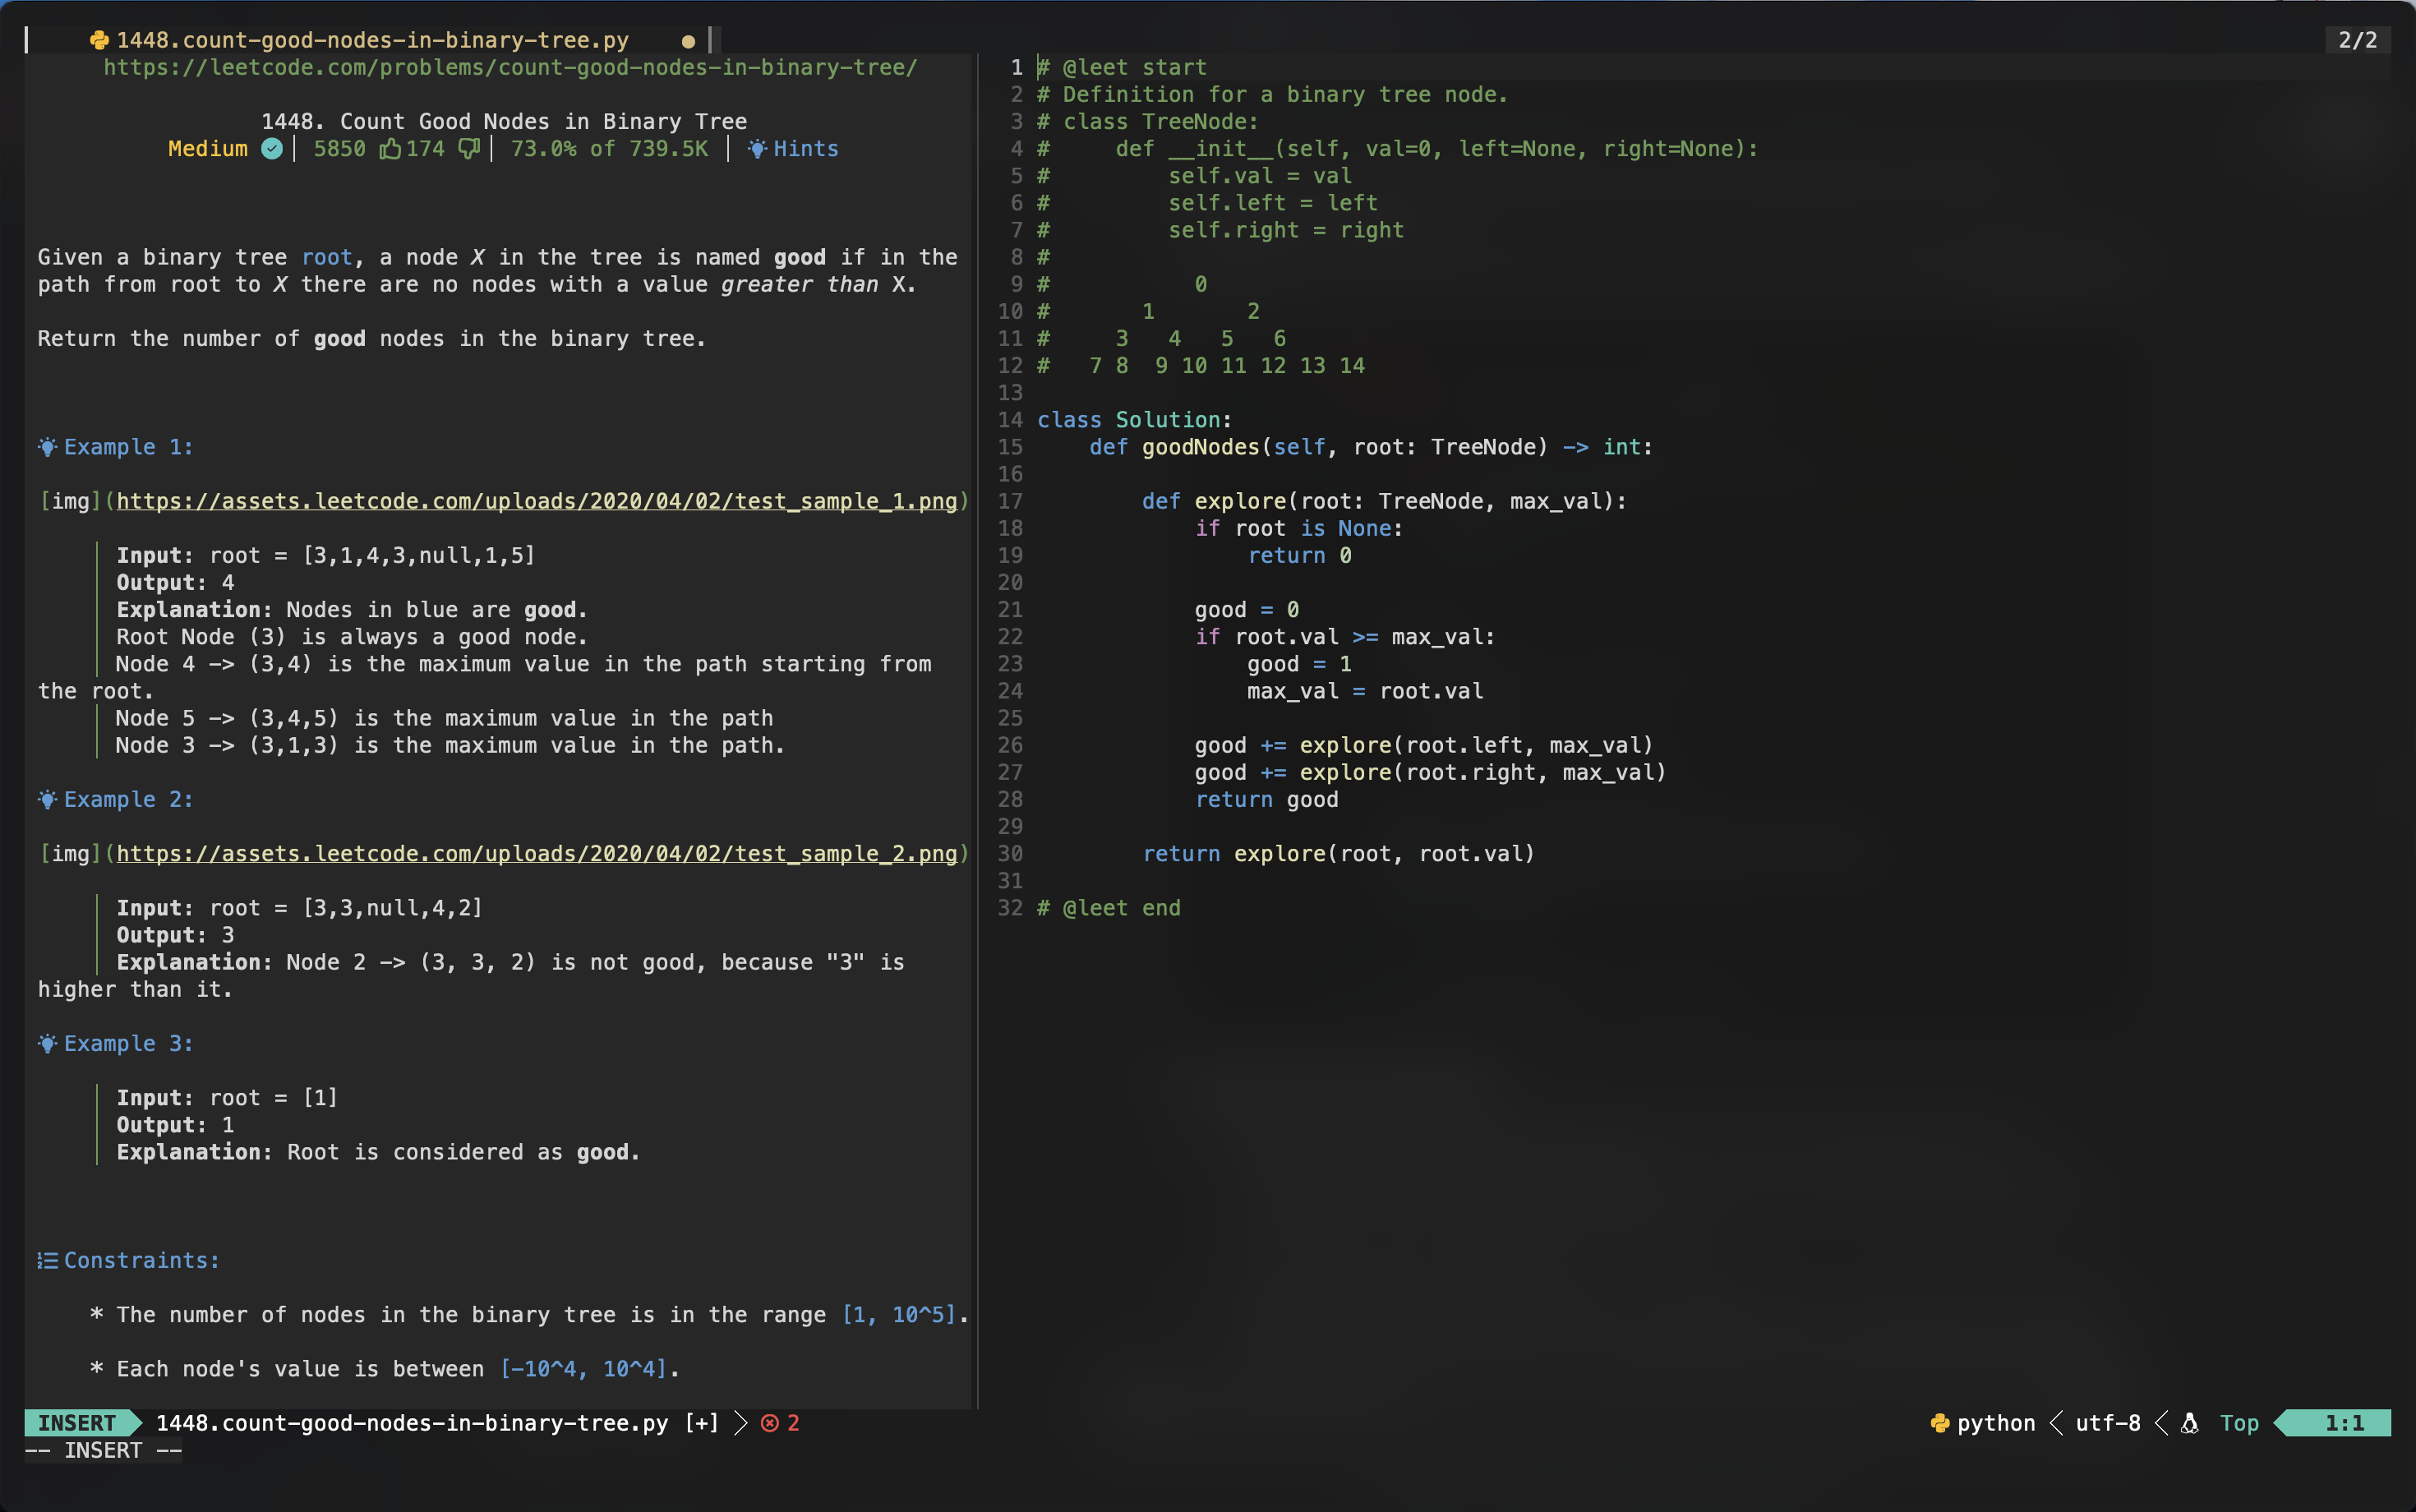 1448.count-good-nodes-in-binary-tree.py ● 2/2
https://leetcode.com/problems/count-good-nodes-in-binary-tree/
1448. Count Good Nodes in Binary Tree
Medium │ 5850 174 │ 73.0% of 739.5K │ Hints
Given a binary tree root, a node X in the tree is named good if in the
path from root to X there are no nodes with a value greater than X.
Return the number of good nodes in the binary tree.
Example 1:
[img](https://assets.leetcode.com/uploads/2020/04/02/test_sample_1.png)
Input: root = [3,1,4,3,null,1,5]
Output: 4
Explanation: Nodes in blue are good.
Root Node (3) is always a good node.
Node 4 -> (3,4) is the maximum value in the path starting from
the root.
Node 5 -> (3,4,5) is the maximum value in the path
Node 3 -> (3,1,3) is the maximum value in the path.
Example 2:
[img](https://assets.leetcode.com/uploads/2020/04/02/test_sample_2.png)
Input: root = [3,3,null,4,2]
Output: 3
Explanation: Node 2 -> (3, 3, 2) is not good, because "3" is
higher than it.
Example 3:
Input: root = [1]
Output: 1
Explanation: Root is considered as good.
Constraints:
* The number of nodes in the binary tree is in the range [1, 10^5].
* Each node's value is between [-10^4, 10^4].
1 # @leet start
2 # Definition for a binary tree node.
3 # class TreeNode:
4 #     def __init__(self, val=0, left=None, right=None):
5 #         self.val = val
6 #         self.left = left
7 #         self.right = right
8 #
9 #           0
10 #       1       2
11 #     3   4   5   6
12 #   7 8  9 10 11 12 13 14
13
14 class Solution:
15     def goodNodes(self, root: TreeNode) -> int:
16
17         def explore(root: TreeNode, max_val):
18             if root is None:
19                 return 0
20
21             good = 0
22             if root.val >= max_val:
23                 good = 1
24                 max_val = root.val
25
26             good += explore(root.left, max_val)
27             good += explore(root.right, max_val)
28             return good
29
30         return explore(root, root.val)
31
32 # @leet end
INSERT 1448.count-good-nodes-in-binary-tree.py [+] 2 python utf-8 Top 1:1
-- INSERT --